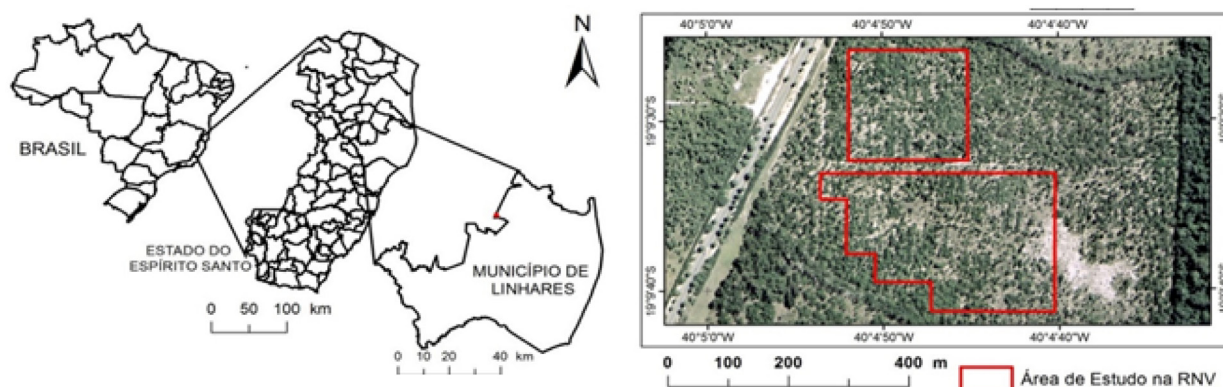 BRASIL
ESTADO DO
ESPÍRITO SANTO
0 50 100 km
N
MUNICÍPIO DE
LINHARES
0 10 20 40 km
40°5'0"W 40°4'50"W 40°4'40"W
19°9'30"S
19°9'40"S
40°5'0"W 40°4'50"W 40°4'40"W
0 100 200 400 m
Área de Estudo na RNV